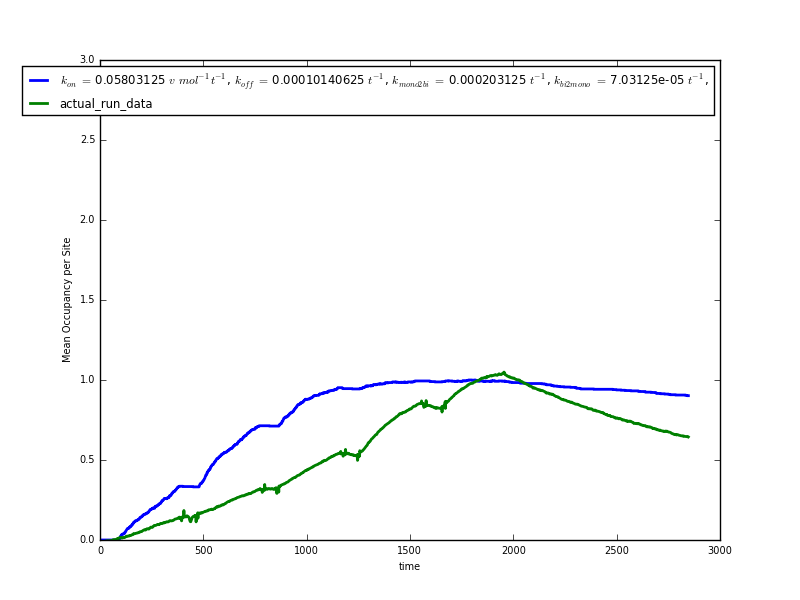 3.0
k_on = 0.05803125 v mol^-1 t^-1, k_off = 0.00010140625 t^-1, k_mono2bi = 0.000203125 t^-1, k_bi2mono = 7.03125e-05 t^-1,
actual_run_data
2.5
2.0
1.5
1.0
0.5
0.0
Mean Occupancy per Site
0 500 1000 1500 2000 2500 3000
time